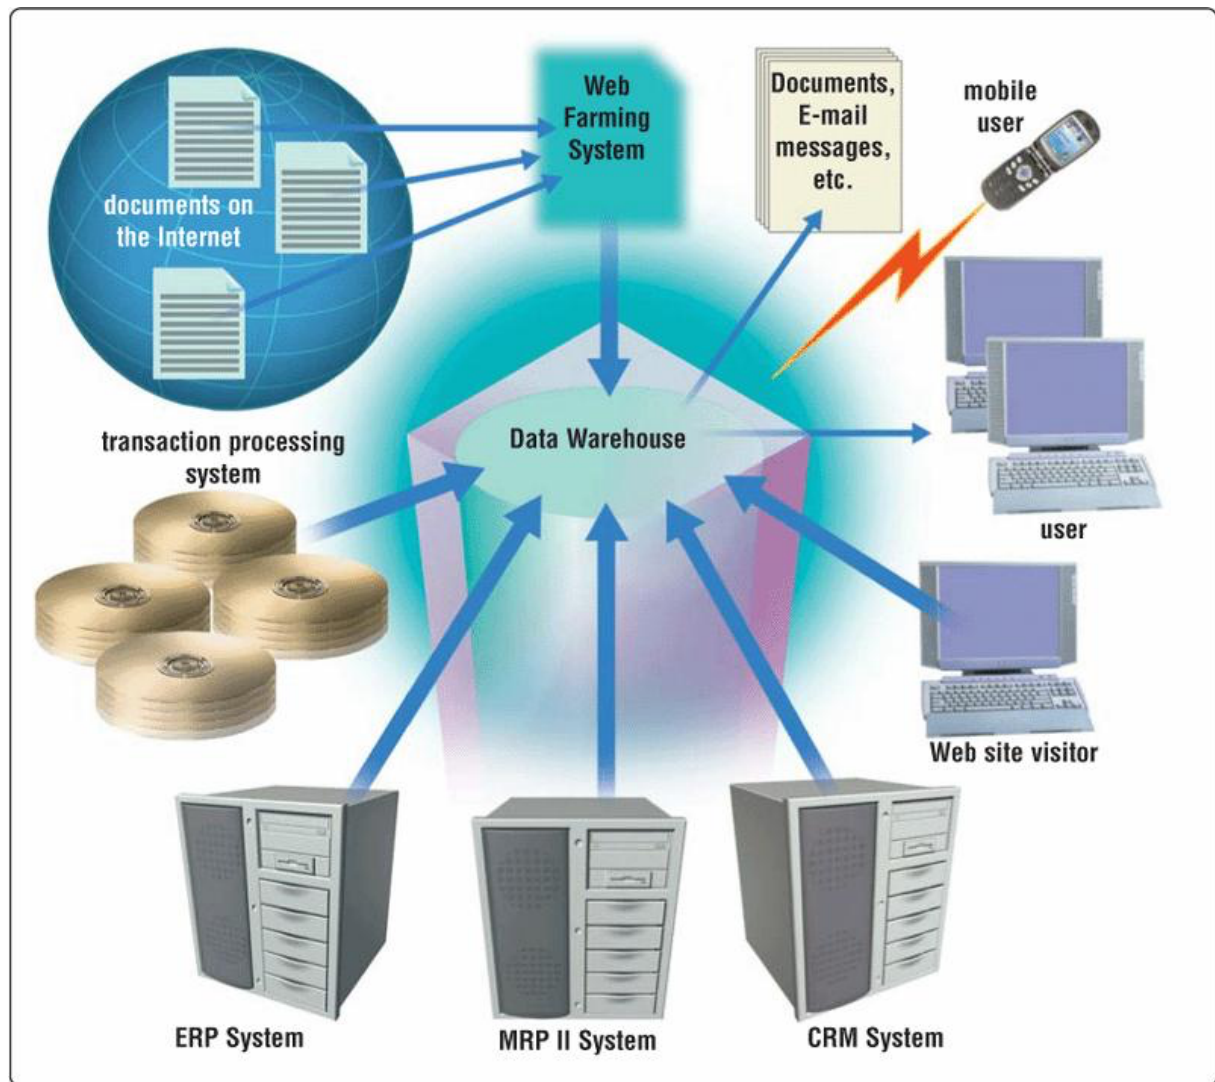 Web
Farming
System
Documents,
E-mail
messages,
etc.
mobile
user
documents on
the Internet
Data Warehouse
transaction processing
system
user
Web site visitor
ERP System
MRP II System
CRM System